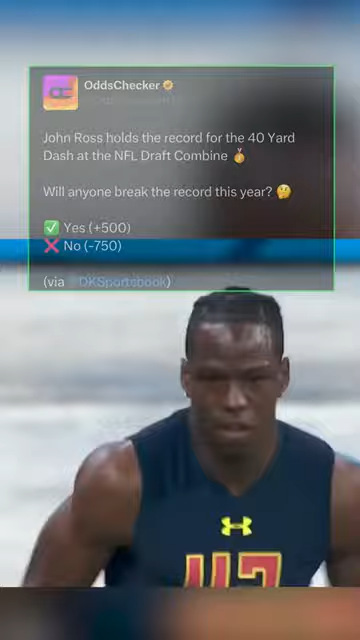 OddsChecker
John Ross holds the record for the 40 Yard
Dash at the NFL Draft Combine 🥇
Will anyone break the record this year? 🤔
✅ Yes (+500)
❌ No (-750)
(via @DKSportsbook)